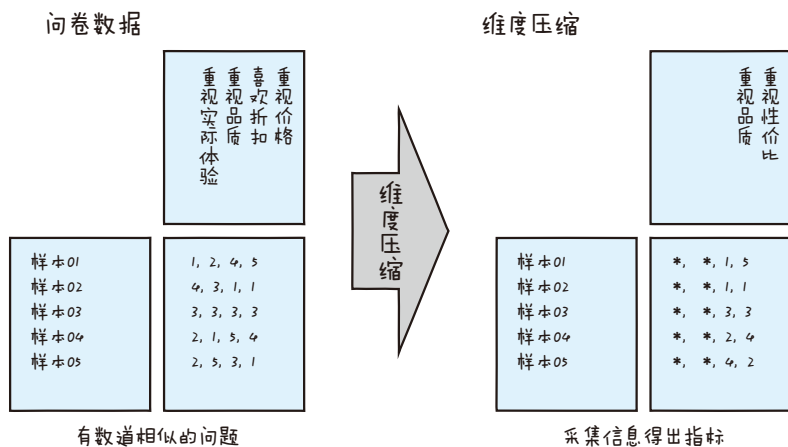 问卷数据
维度压缩
重视实际体验
重视品质
喜欢折扣
重视价格
维度压缩
重视品质
重视性价比
样本01
样本02
样本03
样本04
样本05
1, 2, 4, 5
4, 3, 1, 1
3, 3, 3, 3
2, 1, 5, 4
2, 5, 3, 1
样本01
样本02
样本03
样本04
样本05
*, *, 1, 5
*, *, 1, 1
*, *, 3, 3
*, *, 2, 4
*, *, 4, 2
有数道相似的问题
采集信息得出指标